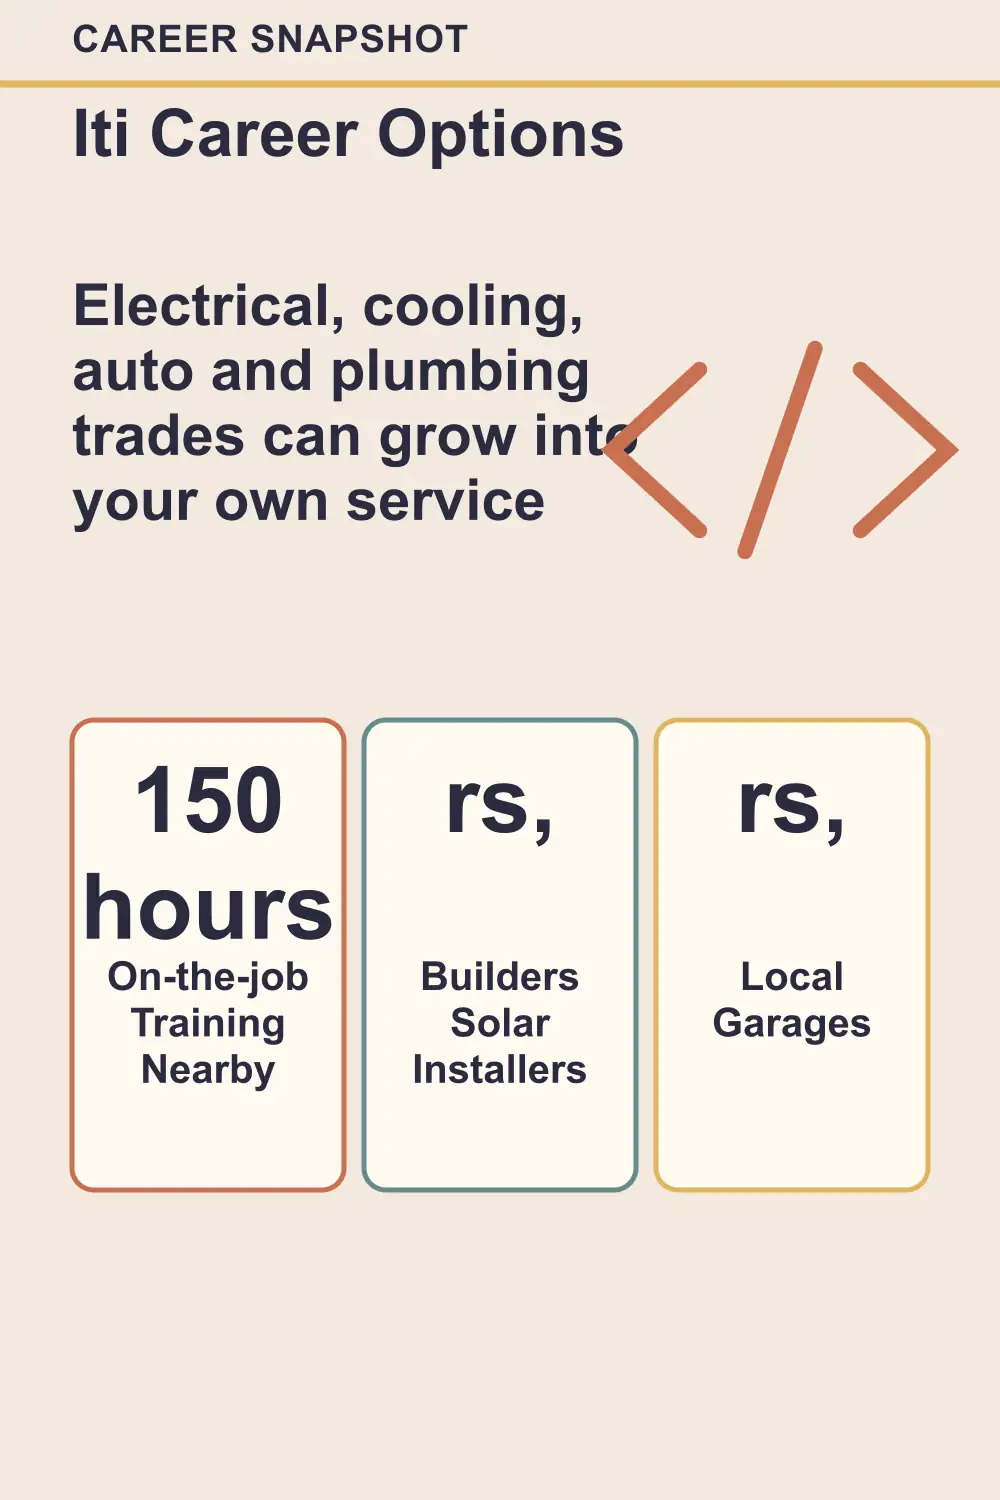 CAREER SNAPSHOT
Iti Career Options
Electrical, cooling,
auto and plumbing
trades can grow into
your own service
150
hours
On-the-job
Training
Nearby
rs,
Builders
Solar
Installers
rs,
Local
Garages